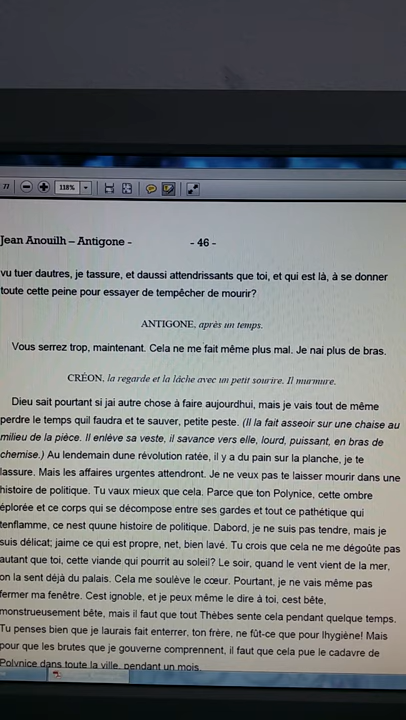 77 118%
Jean Anouilh – Antigone - - 46 -
vu tuer dautres, je tassure, et daussi attendrissants que toi, et qui est là, à se donner
toute cette peine pour essayer de tempêcher de mourir?
ANTIGONE, après un temps.
Vous serrez trop, maintenant. Cela ne me fait même plus mal. Je nai plus de bras.
CRÉON, la regarde et la lâche avec un petit sourire. Il murmure.
Dieu sait pourtant si jai autre chose à faire aujourdhui, mais je vais tout de même
perdre le temps quil faudra et te sauver, petite peste. (Il la fait asseoir sur une chaise au
milieu de la pièce. Il enlève sa veste, il savance vers elle, lourd, puissant, en bras de
chemise.) Au lendemain dune révolution ratée, il y a du pain sur la planche, je te
lassure. Mais les affaires urgentes attendront. Je ne veux pas te laisser mourir dans une
histoire de politique. Tu vaux mieux que cela. Parce que ton Polynice, cette ombre
éplorée et ce corps qui se décompose entre ses gardes et tout ce pathétique qui
tenflamme, ce nest quune histoire de politique. Dabord, je ne suis pas tendre, mais je
suis délicat; jaime ce qui est propre, net, bien lavé. Tu crois que cela ne me dégoûte pas
autant que toi, cette viande qui pourrit au soleil? Le soir, quand le vent vient de la mer,
on la sent déjà du palais. Cela me soulève le cœur. Pourtant, je ne vais même pas
fermer ma fenêtre. Cest ignoble, et je peux même le dire à toi, cest bête,
monstrueusement bête, mais il faut que tout Thèbes sente cela pendant quelque temps.
Tu penses bien que je laurais fait enterrer, ton frère, ne fût-ce que pour lhygiène! Mais
pour que les brutes que je gouverne comprennent, il faut que cela pue le cadavre de
Polynice dans toute la ville, pendant un mois.